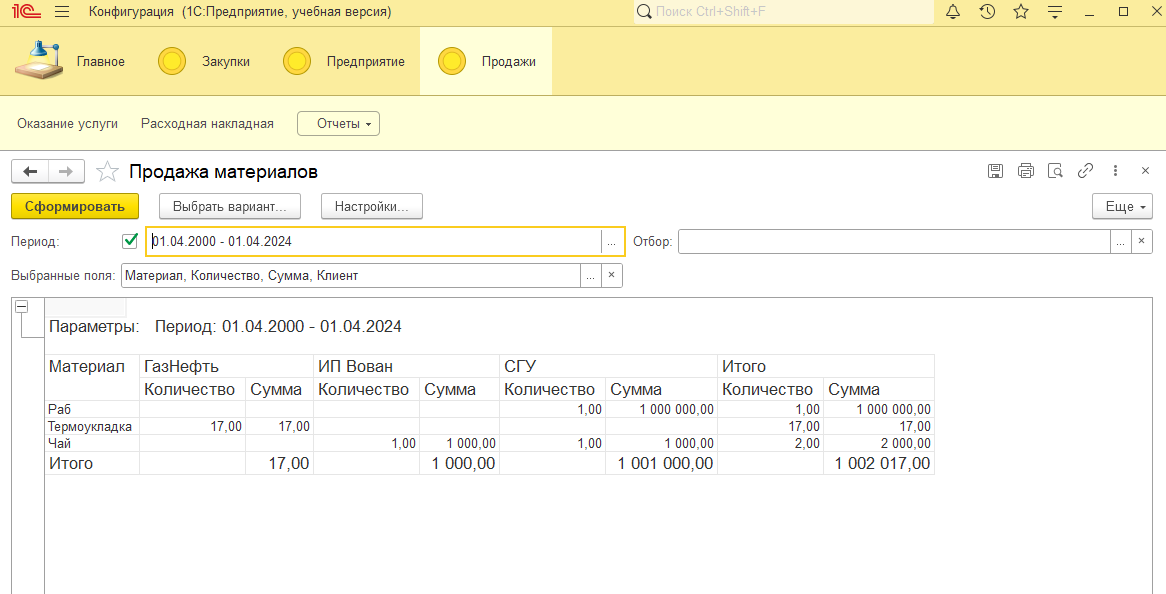 1С Конфигурация (1С:Предприятие, учебная версия) Поиск Ctrl+Shift+F
Главное Закупки Предприятие Продажи
Оказание услуги Расходная накладная Отчеты
Продажа материалов
Сформировать Выбрать вариант... Настройки... Еще
Период: 01.04.2000 - 01.04.2024 ... Отбор: ... ×
Выбранные поля: Материал, Количество, Сумма, Клиент ... ×
Параметры: Период: 01.04.2000 - 01.04.2024
Материал ГазНефть ИП Вован СГУ Итого
Количество Сумма Количество Сумма Количество Сумма Количество Сумма
Раб 1,00 1 000 000,00 1,00 1 000 000,00
Термоукладка 17,00 17,00 17,00 17,00
Чай 1,00 1 000,00 1,00 1 000,00 2,00 2 000,00
Итого 17,00 1 000,00 1 001 000,00 1 002 017,00